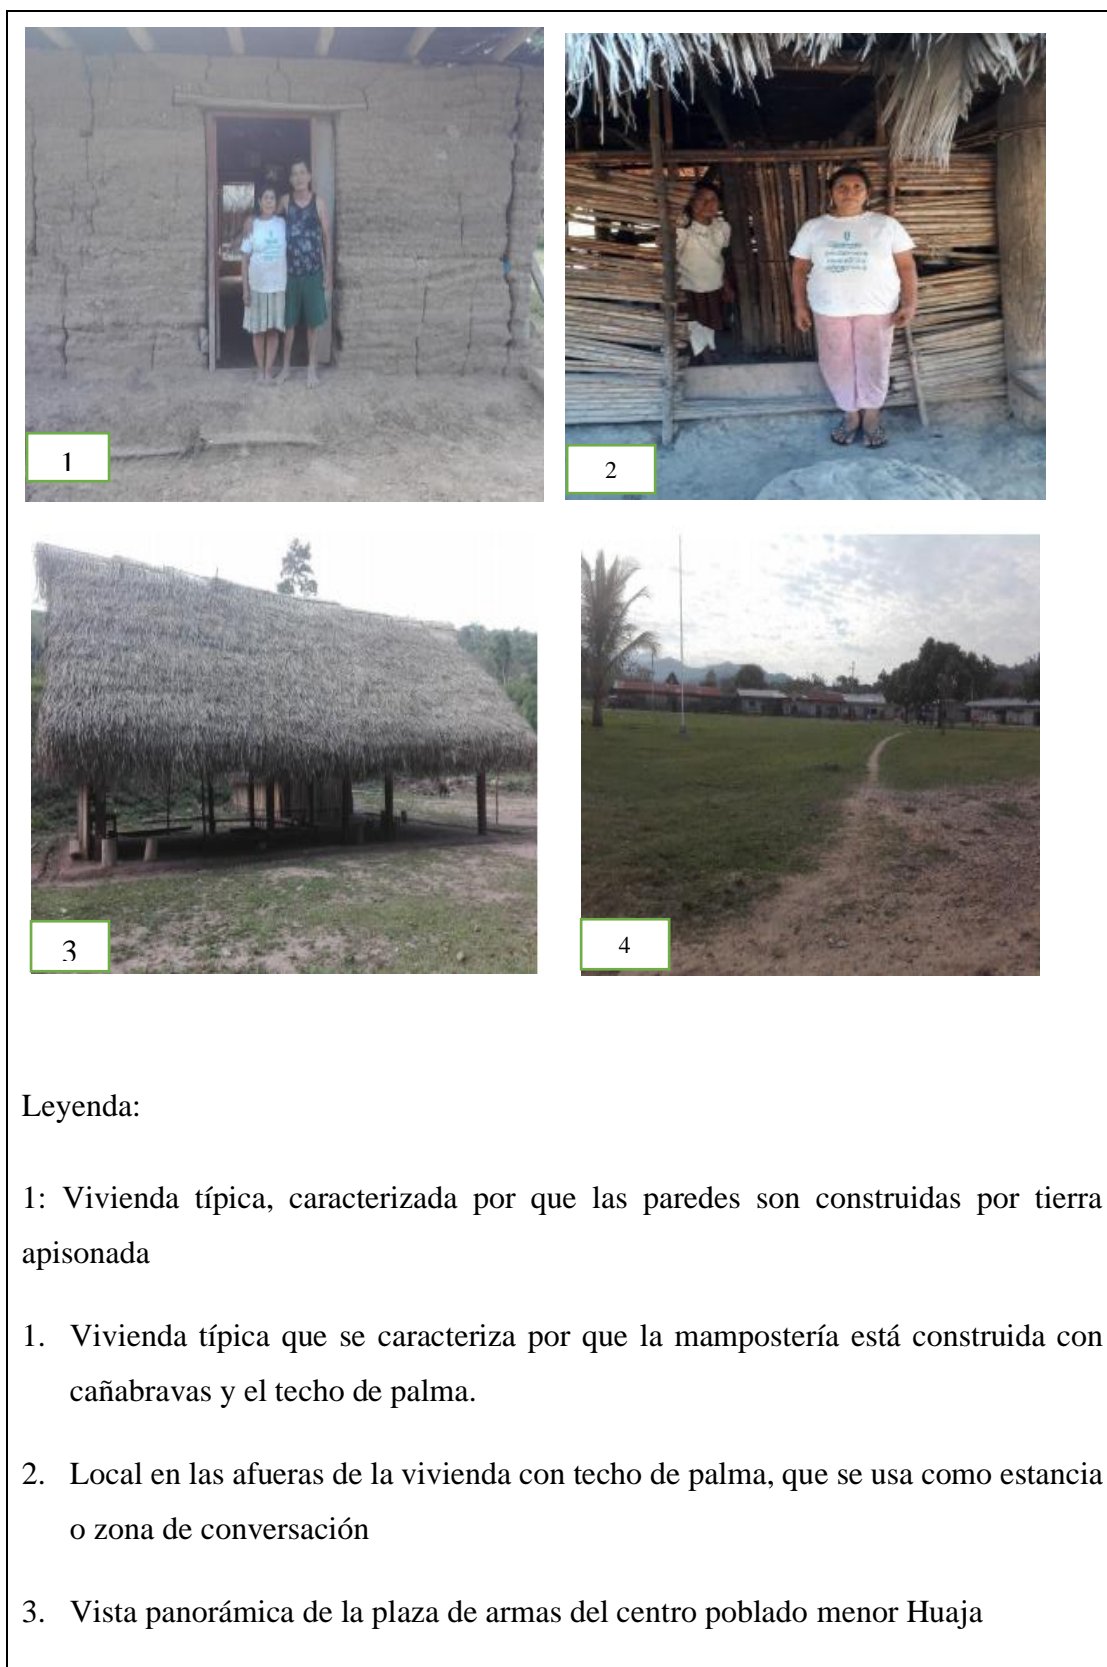 1
2
3
4
Leyenda:
1: Vivienda típica, caracterizada por que las paredes son construidas por tierra
apisonada
1. Vivienda típica que se caracteriza por que la mampostería está construida con
cañabravas y el techo de palma.
2. Local en las afueras de la vivienda con techo de palma, que se usa como estancia
o zona de conversación
3. Vista panorámica de la plaza de armas del centro poblado menor Huaja